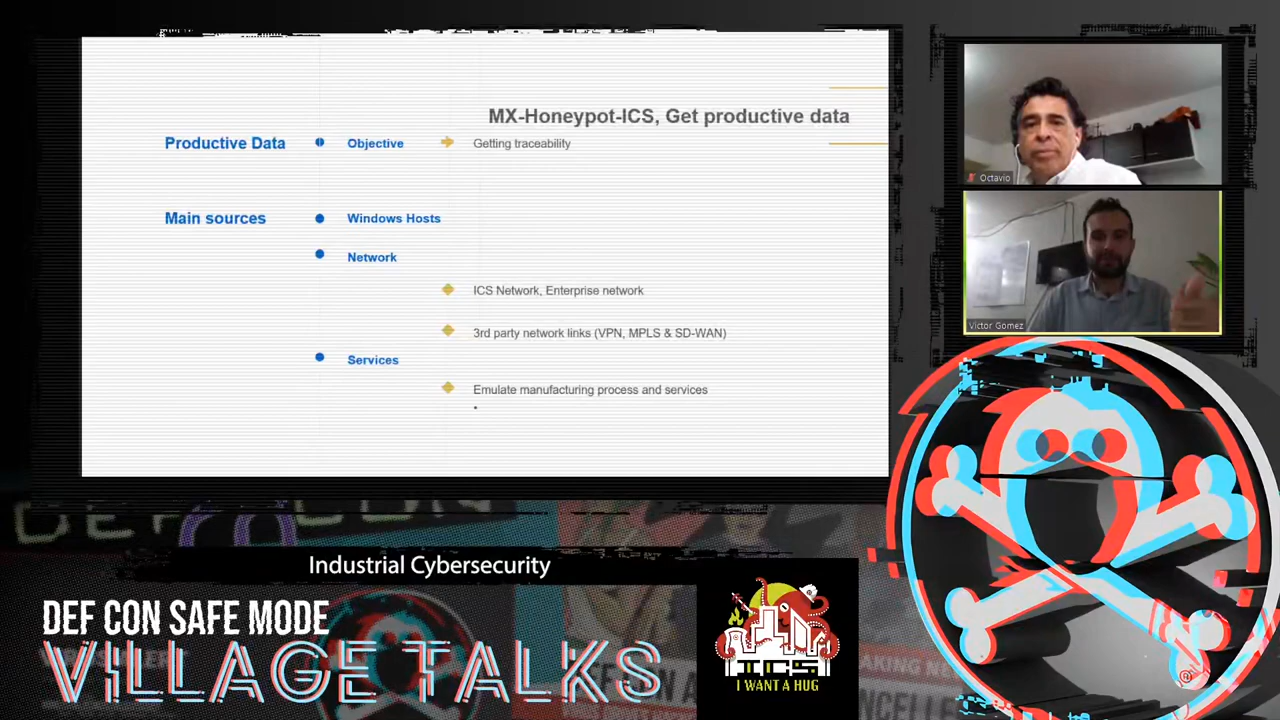 MX-Honeypot-ICS, Get productive data
Productive Data
Objective
Getting traceability
Main sources
Windows Hosts
Network
ICS Network, Enterprise network
3rd party network links (VPN, MPLS & SD-WAN)
Services
Emulate manufacturing process and services
Octavio
Victor Gomez
DEF CON
Industrial Cybersecurity
DEF CON SAFE MODE
VILLAGE TALKS
ICS
I WANT A HUG
®